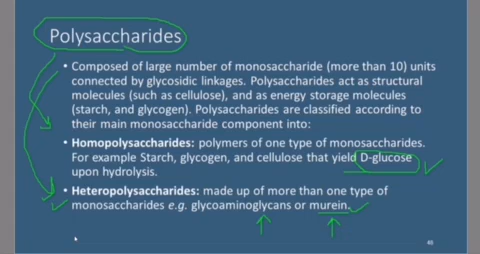 Polysaccharides
• Composed of large number of monosaccharide (more than 10) units
connected by glycosidic linkages. Polysaccharides act as structural
molecules (such as cellulose), and as energy storage molecules
(starch, and glycogen). Polysaccharides are classified according to
their main monosaccharide component into:
• Homopolysaccharides: polymers of one type of monosaccharides.
For example Starch, glycogen, and cellulose that yield D-glucose
upon hydrolysis.
• Heteropolysaccharides: made up of more than one type of
monosaccharides e.g. glycoaminoglycans or murein.